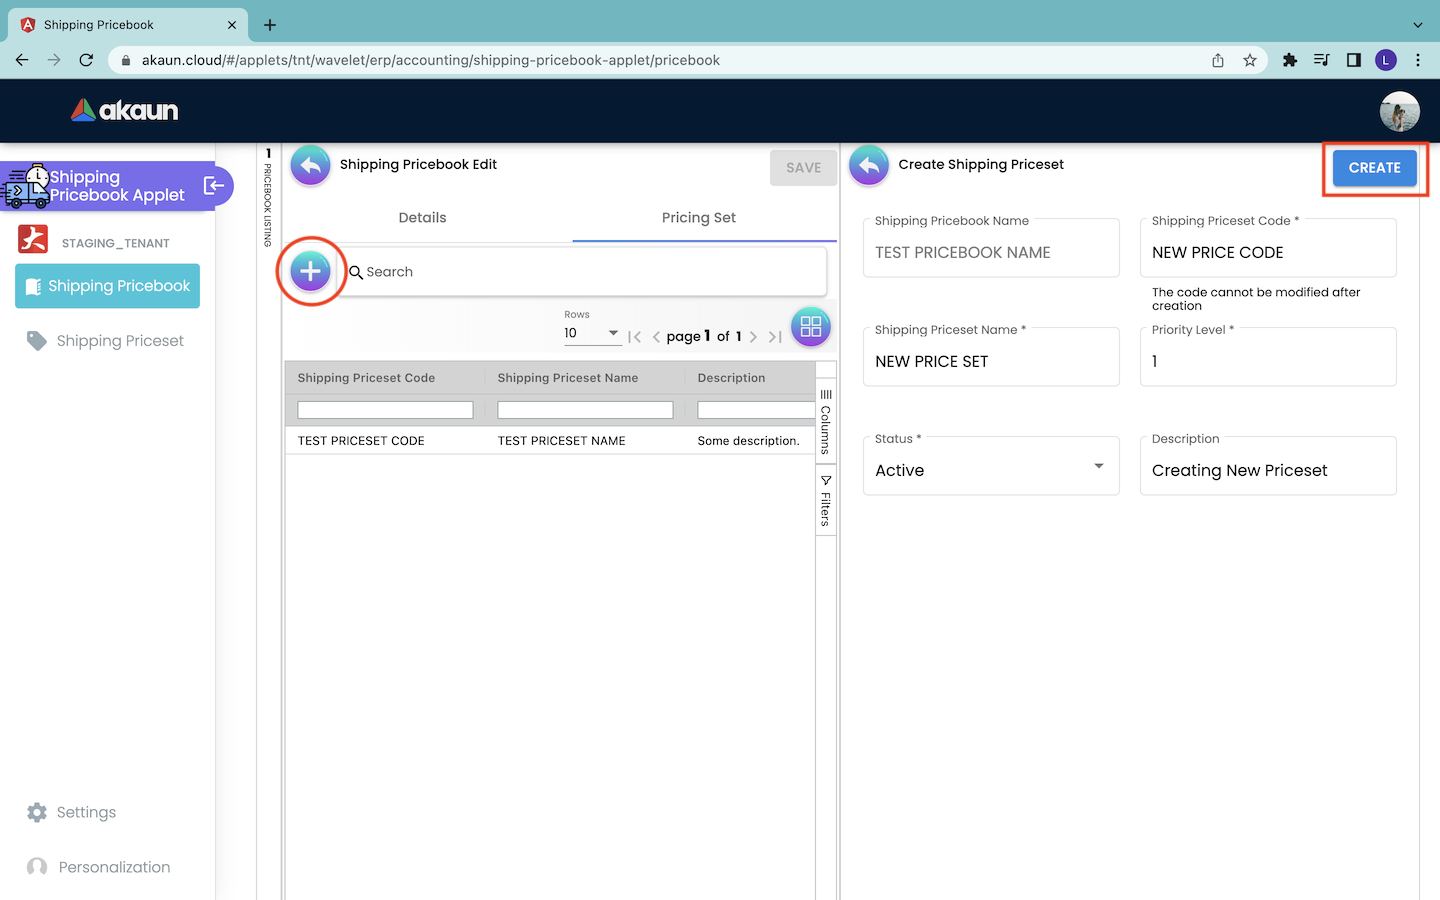 Shipping Pricebook
akaun.cloud/#/applets/tnt/wavelet/erp/accounting/shipping-pricebook-applet/pricebook
L
akaun
Shipping
Pricebook Applet
STAGING_TENANT
Shipping Pricebook
Shipping Priceset
Settings
Personalization
1 PRICEBOOK LISTING
Shipping Pricebook Edit
SAVE
Details
Pricing Set
Search
Rows
10
page 1 of 1
Shipping Priceset Code
Shipping Priceset Name
Description
TEST PRICESET CODE
TEST PRICESET NAME
Some description.
Columns
Filters
Create Shipping Priceset
CREATE
Shipping Pricebook Name
TEST PRICEBOOK NAME
Shipping Priceset Code *
NEW PRICE CODE
The code cannot be modified after
creation
Shipping Priceset Name *
NEW PRICE SET
Priority Level *
1
Status *
Active
Description
Creating New Priceset